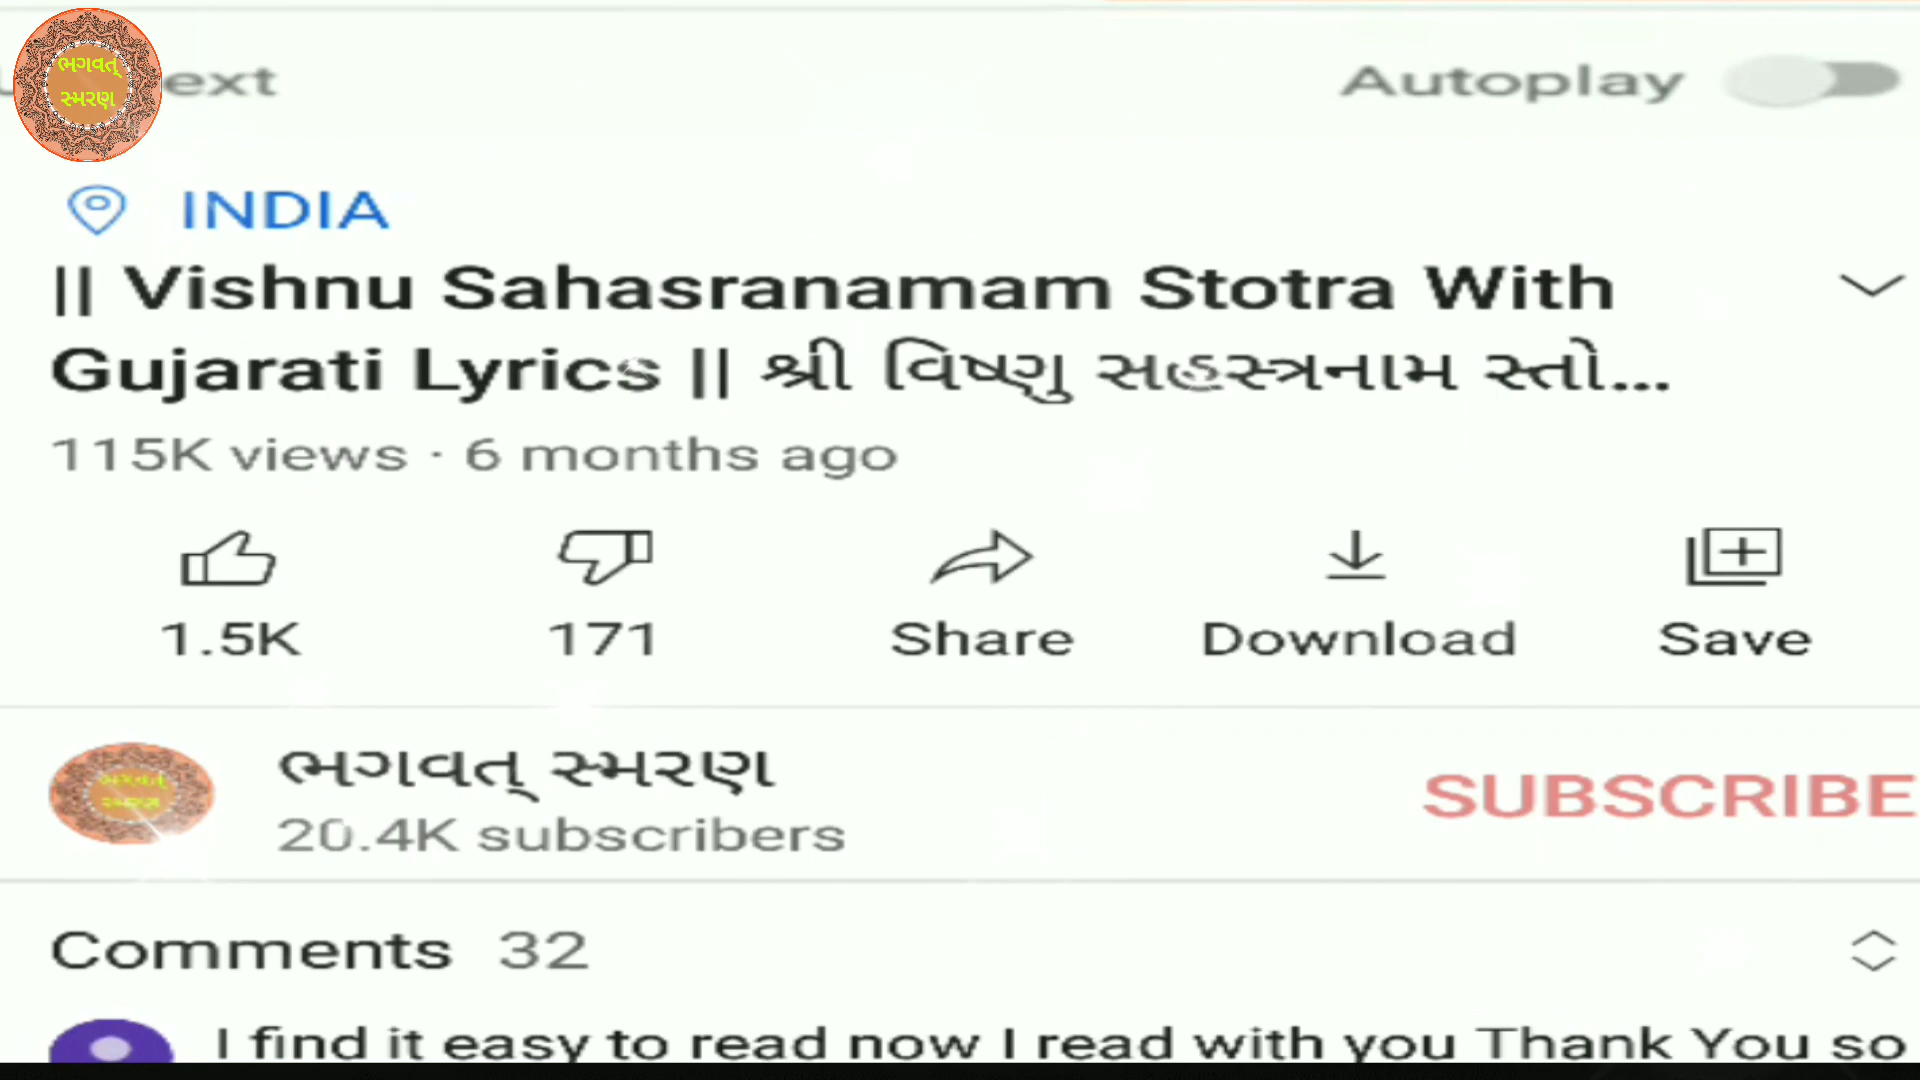 ભગવત્
સ્મરણ
ext
Autoplay
INDIA
|| Vishnu Sahasranamam Stotra With
Gujarati Lyrics || શ્રી વિષ્ણુ સહસ્ત્રનામ સ્તો...
115K views · 6 months ago
1.5K 171 Share Download Save
ભગવત્ સ્મરણ
SUBSCRIBE
20.4K subscribers
Comments 32
I find it easy to read now I read with you Thank You so